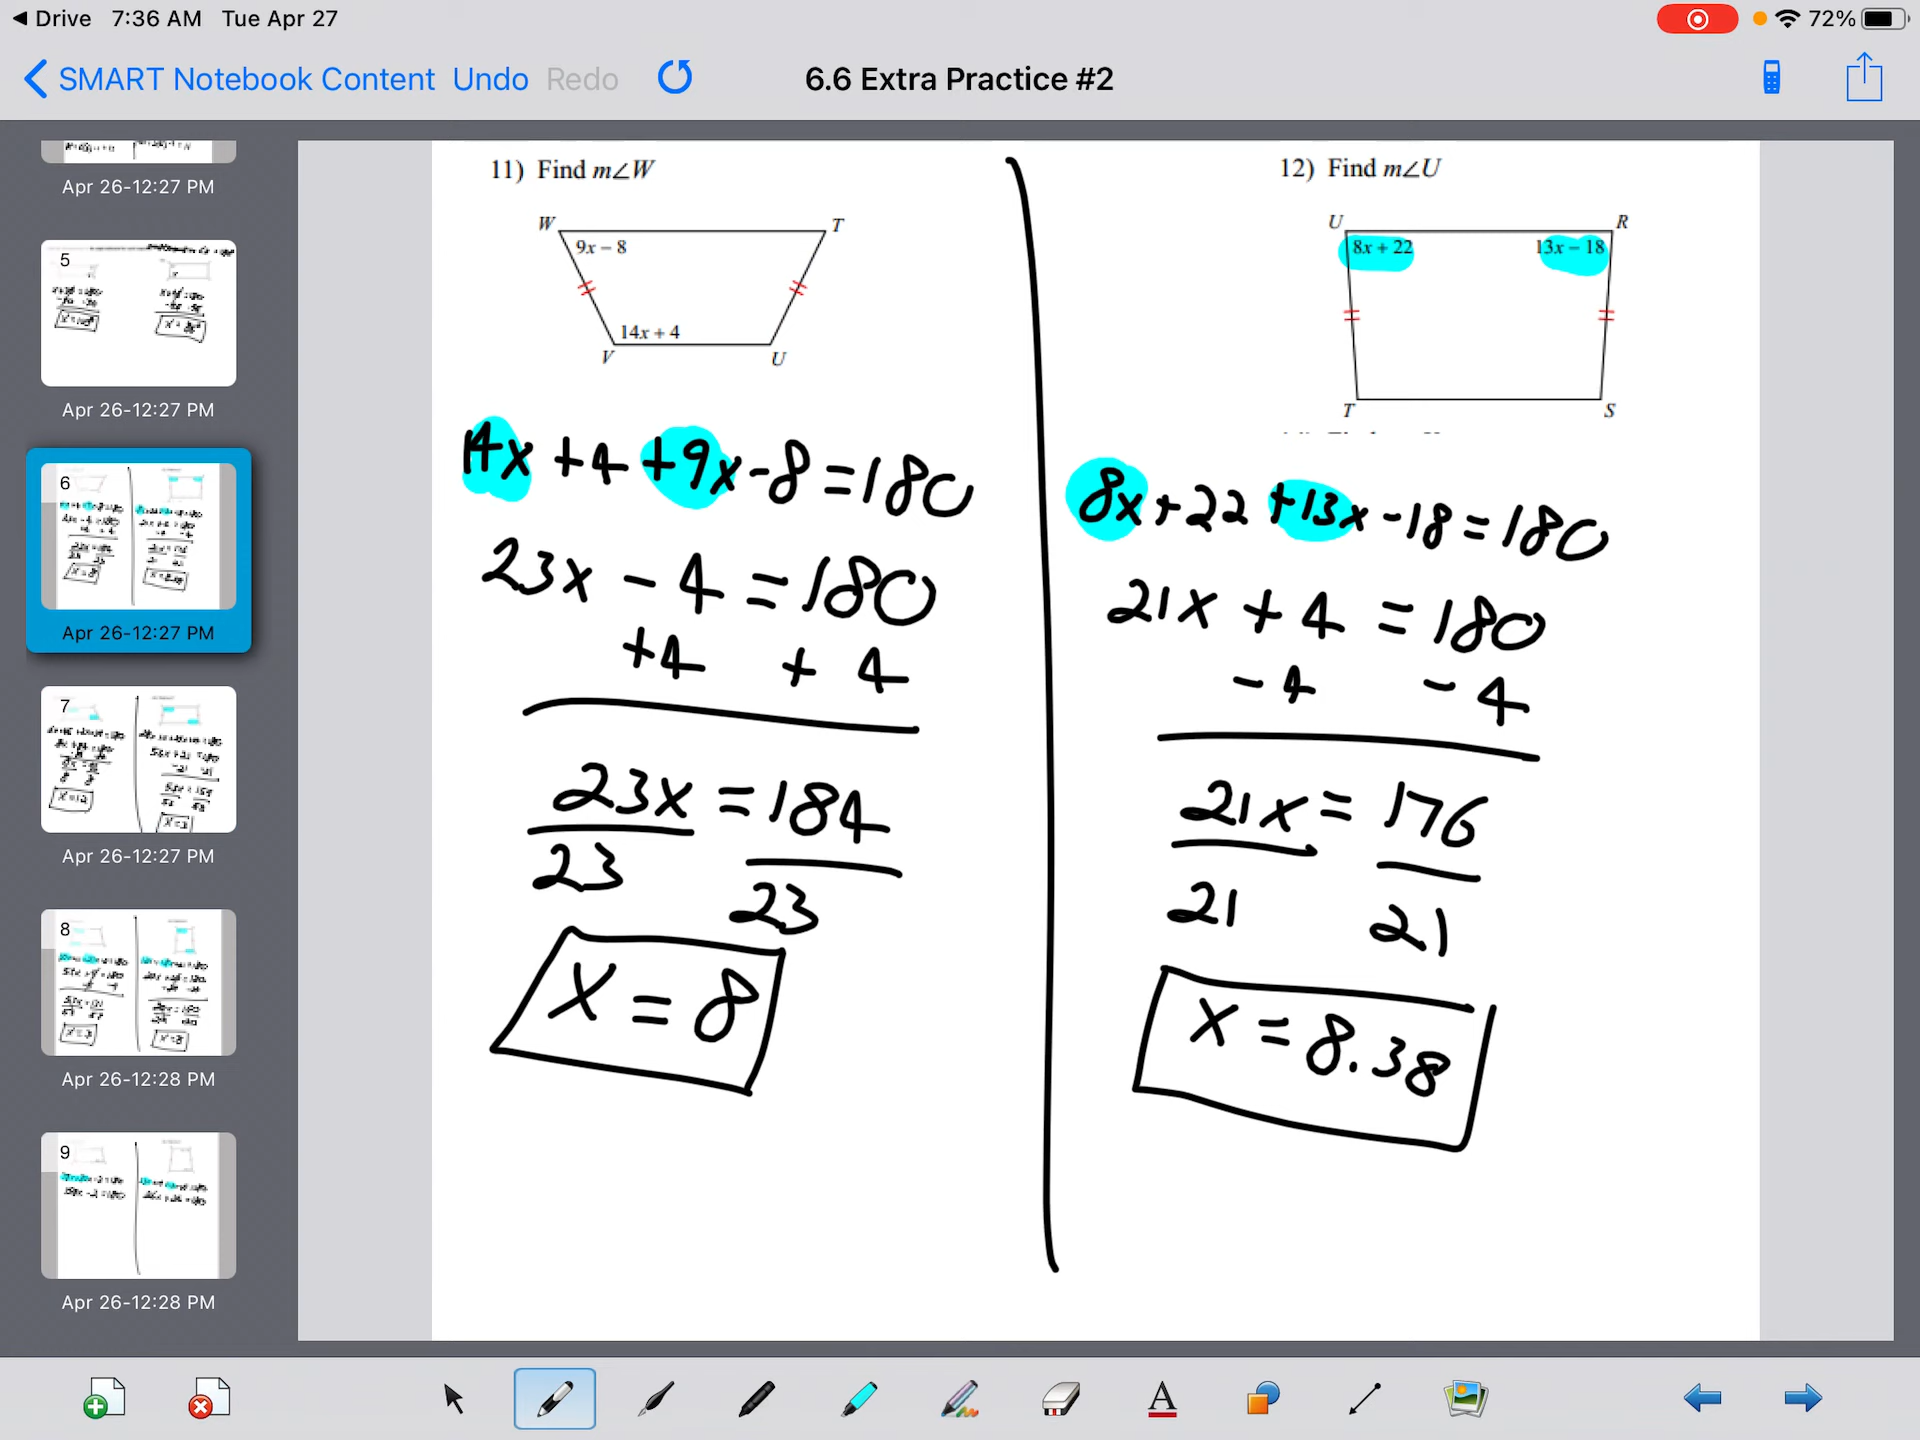 Drive 7:36 AM Tue Apr 27
72%
SMART Notebook Content Undo Redo
6.6 Extra Practice #2
Apr 26-12:27 PM
5
Apr 26-12:27 PM
6
Apr 26-12:27 PM
7
Apr 26-12:27 PM
8
Apr 26-12:28 PM
9
Apr 26-12:28 PM
11) Find m∠W
W
T
9x – 8
14x + 4
V
U
14x + 4 + 9x - 8 = 180
23x - 4 = 180
+4 + 4
23x = 184
23 23
x = 8
12) Find m∠U
U
R
8x + 22
13x – 18
T
S
8x + 22 + 13x - 18 = 180
21x + 4 = 180
- 4 - 4
21x = 176
21 21
x = 8.38
A